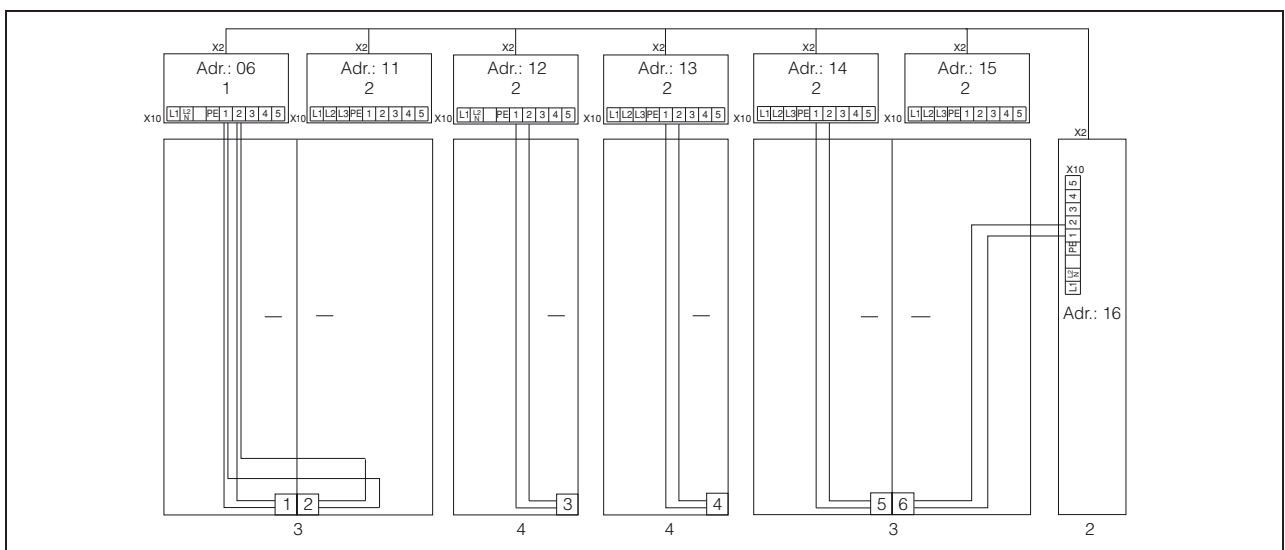 X2 X2 X2 X2 X2 X2
Adr.: 06 Adr.: 11 Adr.: 12 Adr.: 13 Adr.: 14 Adr.: 15
1 2 2 2 2 2
X10 L1 L2 N PE 1 2 3 4 5
X10 L1 L2 L3 PE 1 2 3 4 5
X10 L1 L2 N PE 1 2 3 4 5
X10 L1 L2 L3 PE 1 2 3 4 5
X10 L1 L2 L3 PE 1 2 3 4 5
X10 L1 L2 L3 PE 1 2 3 4 5
X2
X10
L1 L2 N PE 1 2 3 4 5
Adr.: 16
1 2 3 4 5 6
3 4 4 3 2